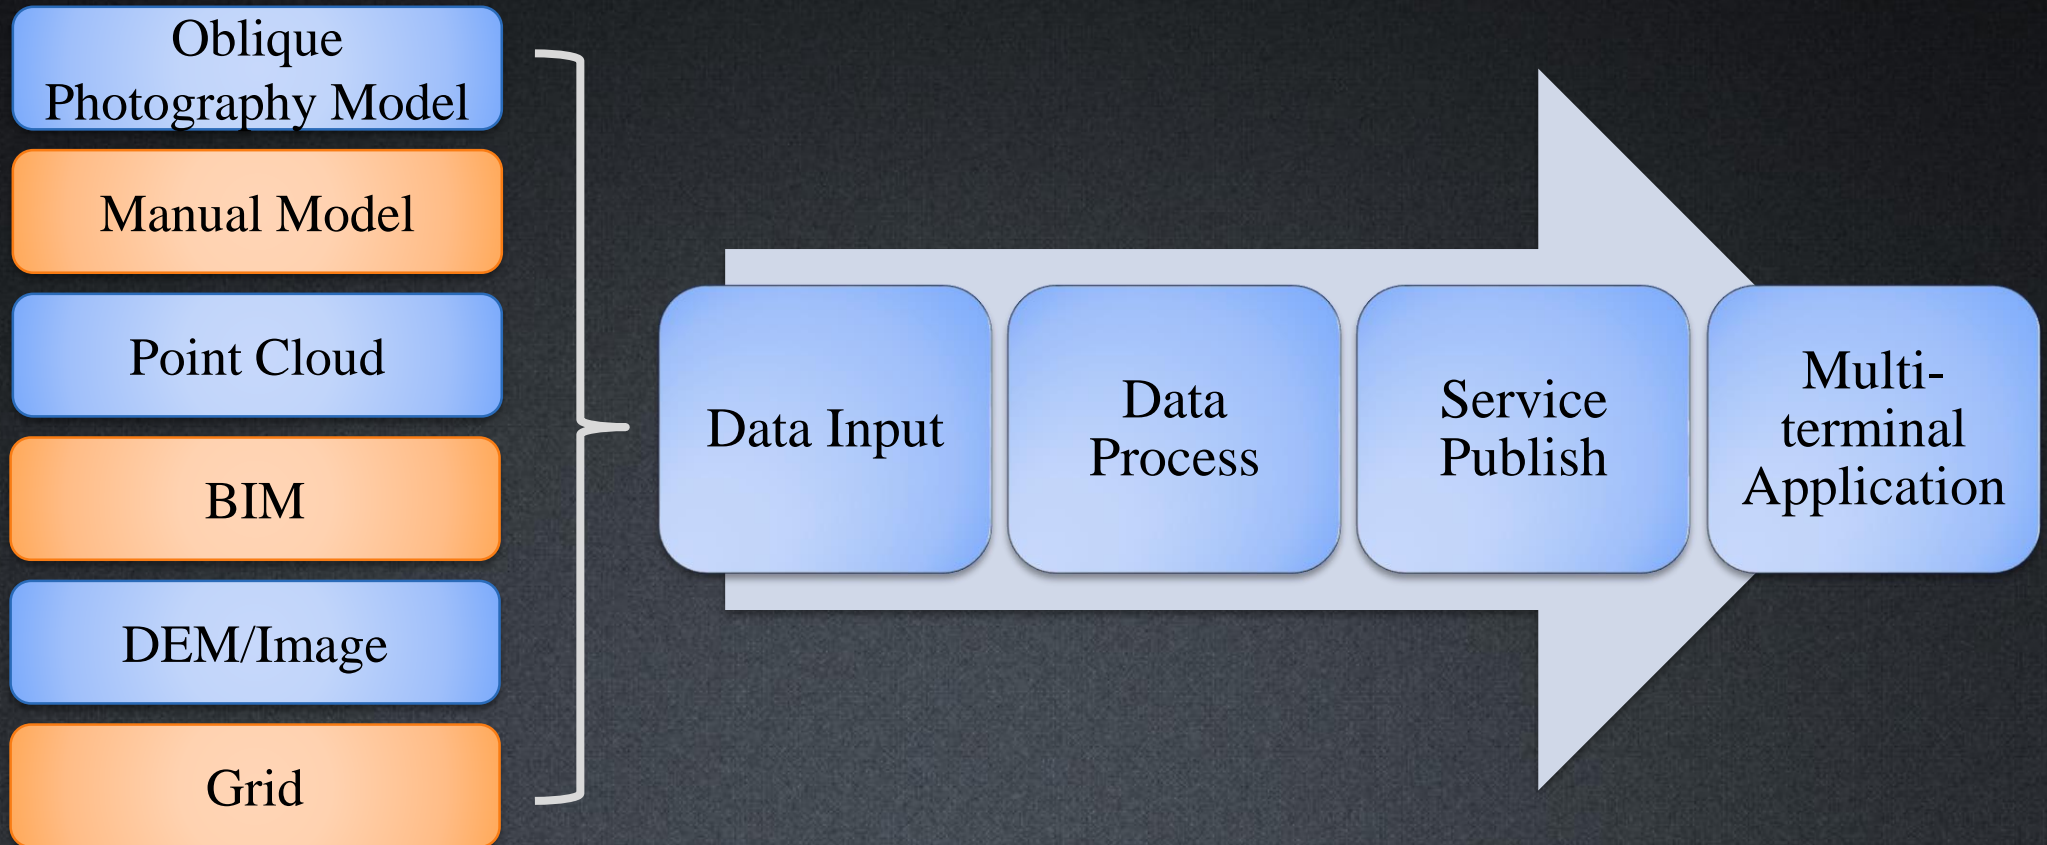 Oblique
Photography Model
Manual Model
Point Cloud
BIM
DEM/Image
Grid
Data Input
Data
Process
Service
Publish
Multi-
terminal
Application